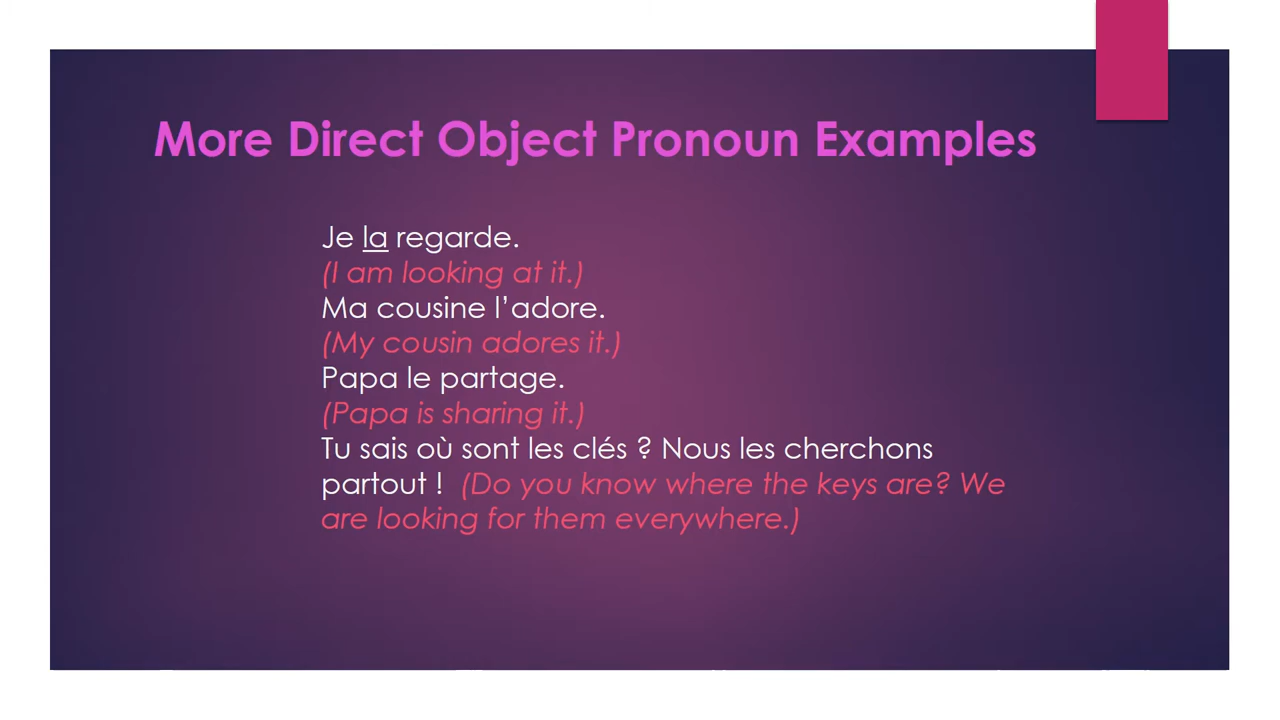 More Direct Object Pronoun Examples
Je la regarde.
(I am looking at it.)
Ma cousine l’adore.
(My cousin adores it.)
Papa le partage.
(Papa is sharing it.)
Tu sais où sont les clés ? Nous les cherchons
partout !  (Do you know where the keys are? We
are looking for them everywhere.)